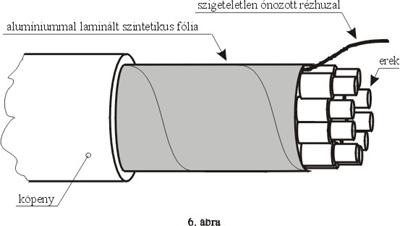 szigeteletlen ónozott rézhuzal
alumíniummal laminált szintetikus fólia
erek
köpeny
6. ábra